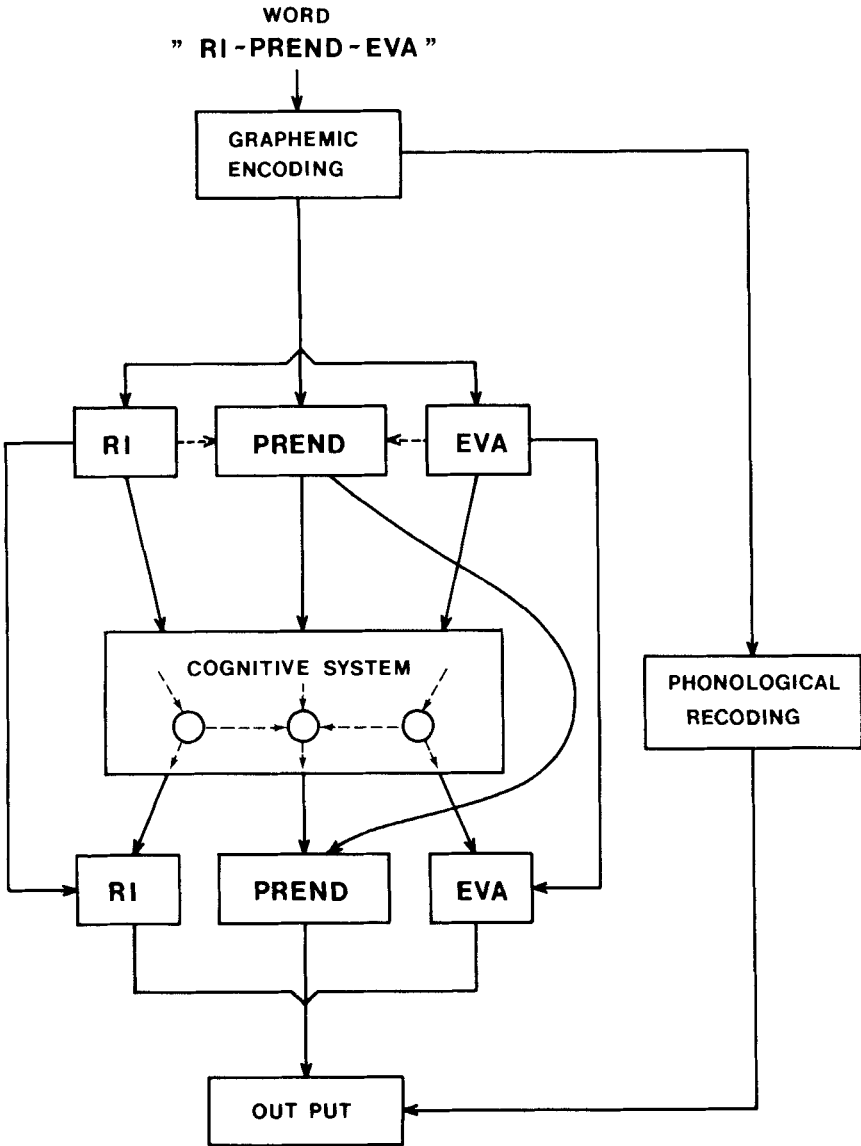 WORD
" RI-PREND-EVA "
GRAPHEMIC
ENCODING
RI
PREND
EVA
COGNITIVE SYSTEM
PHONOLOGICAL
RECODING
RI
PREND
EVA
OUT PUT